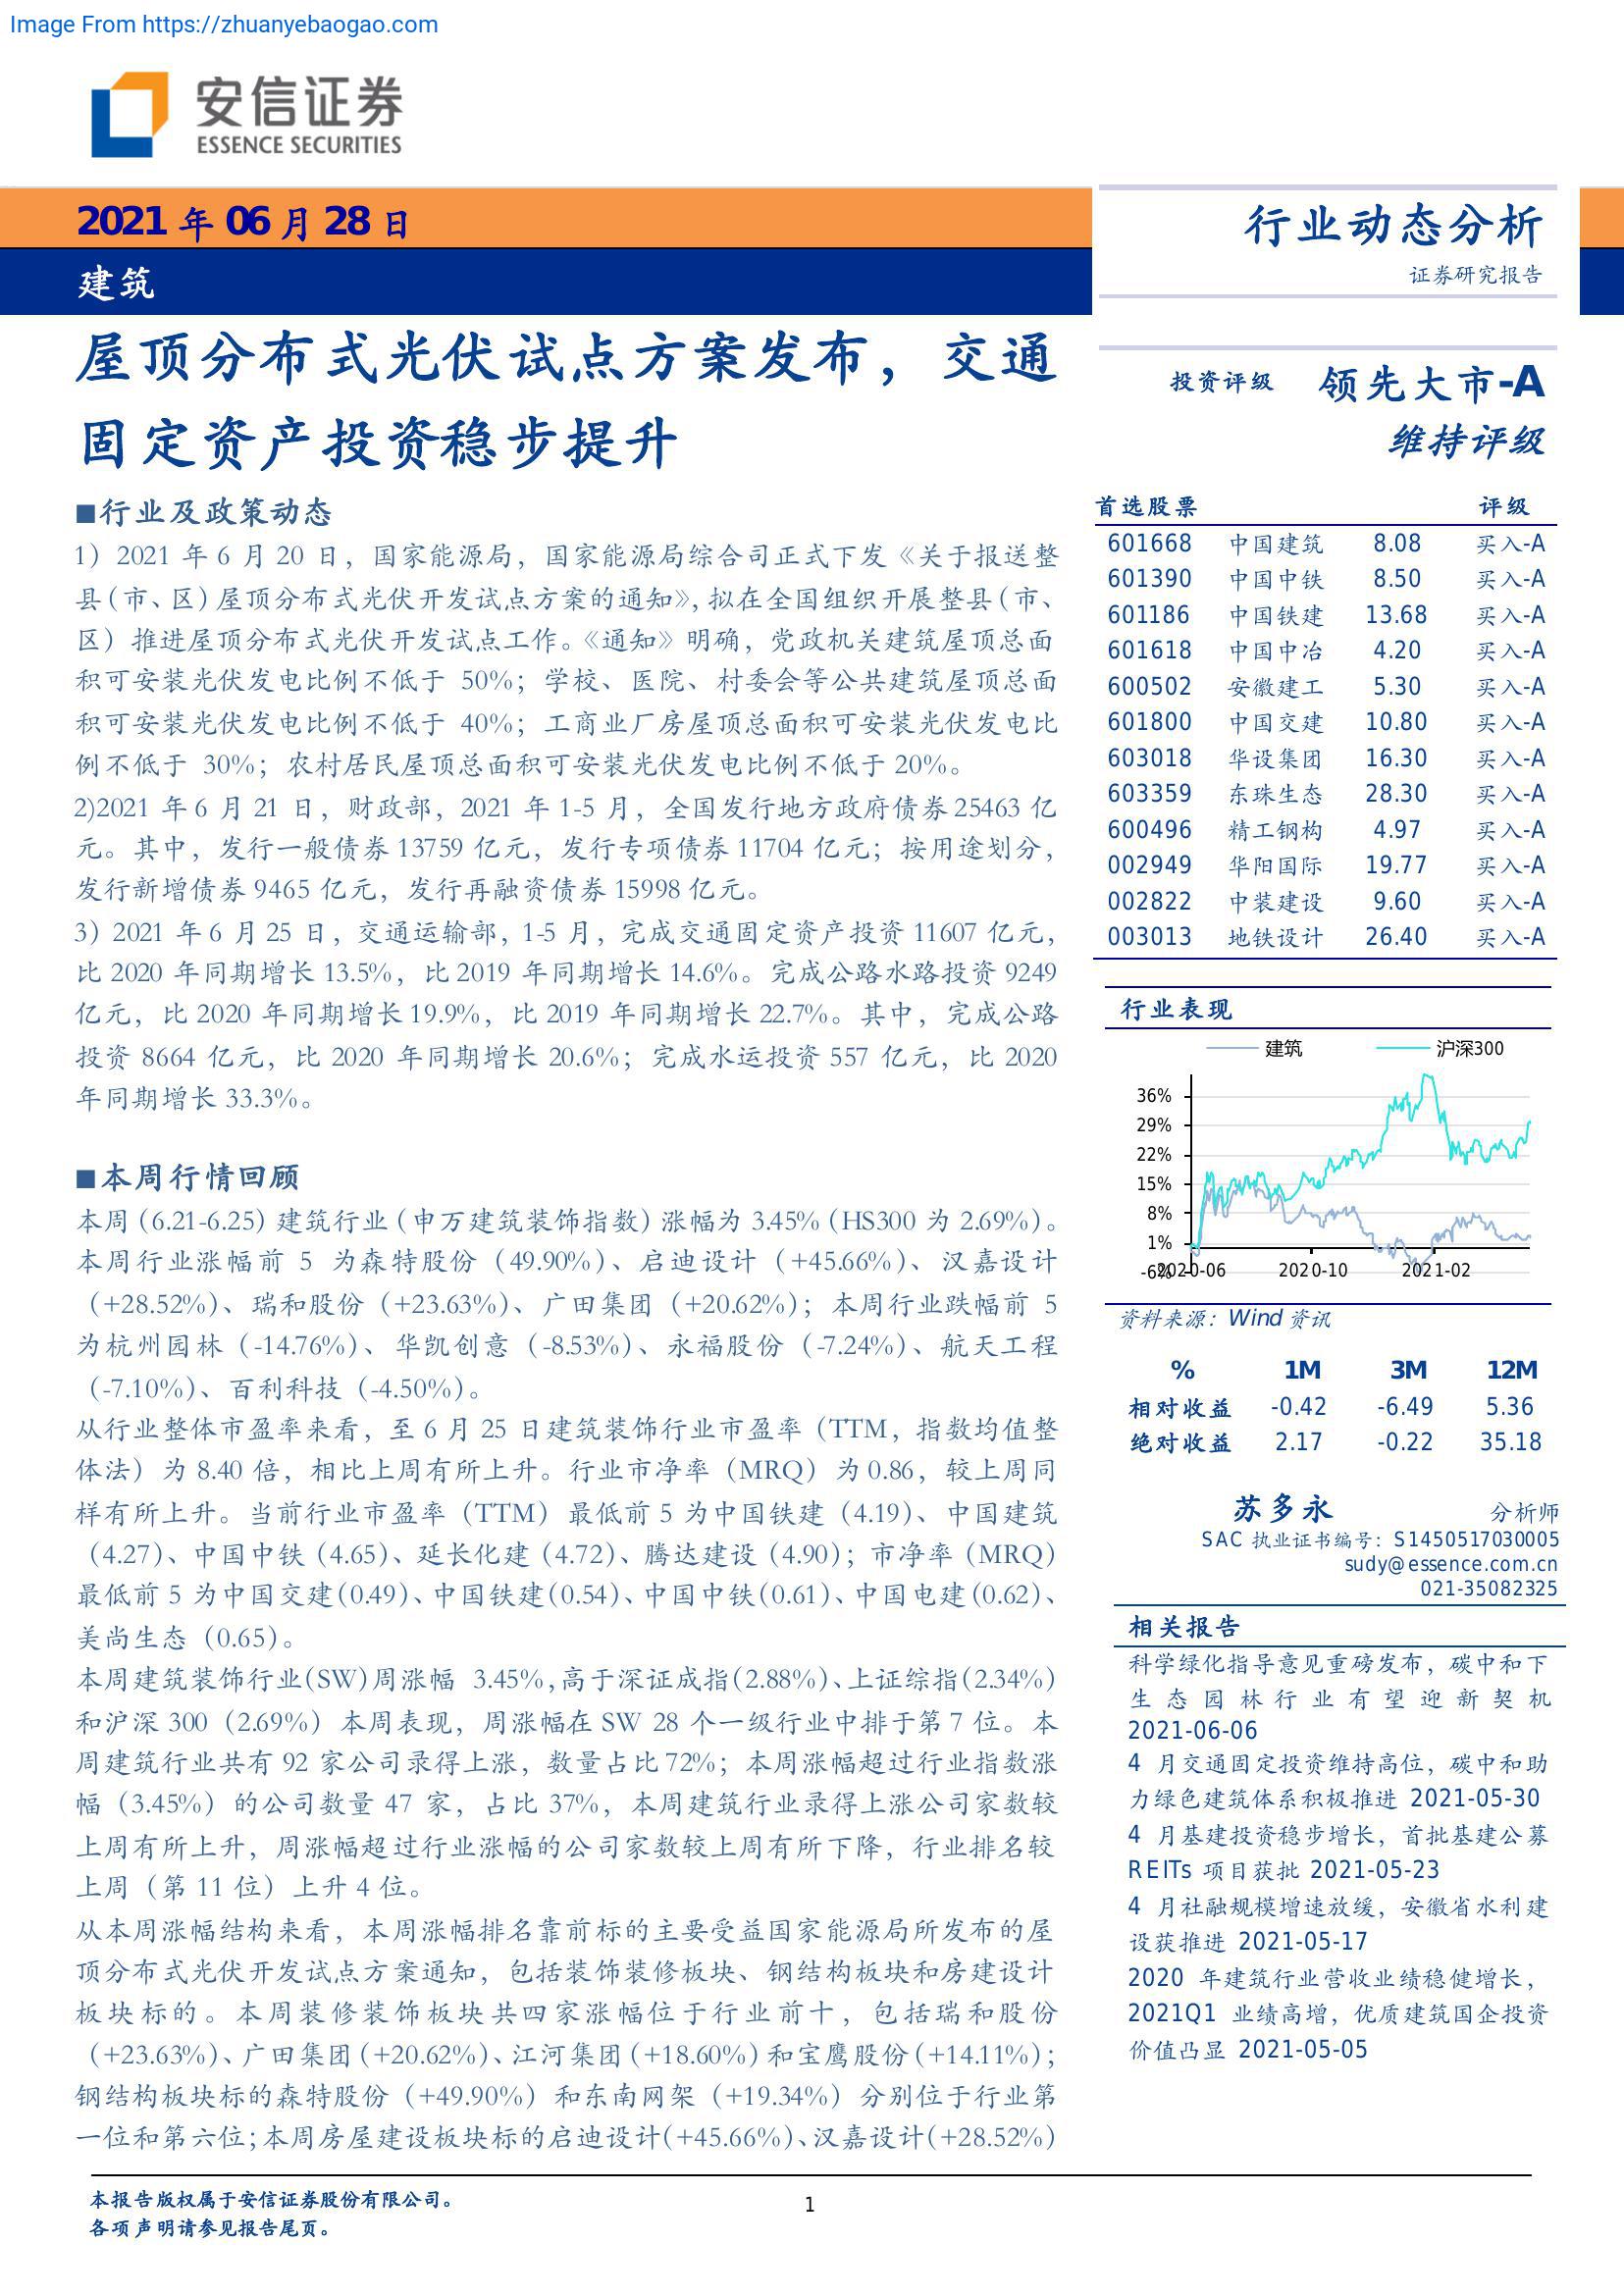 Image From https://zhuanyebaogao.com
安信证券
ESSENCE SECURITIES
2021 年 06 月 28 日
建筑
行业动态分析
证券研究报告
屋顶分布式光伏试点方案发布，交通
固定资产投资稳步提升
■行业及政策动态
1）2021 年 6 月 20 日，国家能源局，国家能源局综合司正式下发《关于报送整
县（市、区）屋顶分布式光伏开发试点方案的通知》，拟在全国组织开展整县（市、
区）推进屋顶分布式光伏开发试点工作。《通知》明确，党政机关建筑屋顶总面
积可安装光伏发电比例不低于 50%；学校、医院、村委会等公共建筑屋顶总面
积可安装光伏发电比例不低于 40%；工商业厂房屋顶总面积可安装光伏发电比
例不低于 30%；农村居民屋顶总面积可安装光伏发电比例不低于 20%。
2)2021 年 6 月 21 日，财政部，2021 年 1-5 月，全国发行地方政府债券 25463 亿
元。其中，发行一般债券 13759 亿元，发行专项债券 11704 亿元；按用途划分，
发行新增债券 9465 亿元，发行再融资债券 15998 亿元。
3）2021 年 6 月 25 日，交通运输部，1-5 月，完成交通固定资产投资 11607 亿元，
比 2020 年同期增长 13.5%，比 2019 年同期增长 14.6%。完成公路水路投资 9249
亿元，比 2020 年同期增长 19.9%，比 2019 年同期增长 22.7%。其中，完成公路
投资 8664 亿元，比 2020 年同期增长 20.6%；完成水运投资 557 亿元，比 2020
年同期增长 33.3%。
■本周行情回顾
本周（6.21-6.25）建筑行业（申万建筑装饰指数）涨幅为 3.45%（HS300 为 2.69%）。
本周行业涨幅前 5 为森特股份（49.90%）、启迪设计（+45.66%）、汉嘉设计
（+28.52%）、瑞和股份（+23.63%）、广田集团（+20.62%）；本周行业跌幅前 5
为杭州园林（-14.76%）、华凯创意（-8.53%）、永福股份（-7.24%）、航天工程
（-7.10%）、百利科技（-4.50%）。
从行业整体市盈率来看，至 6 月 25 日建筑装饰行业市盈率（TTM，指数均值整
体法）为 8.40 倍，相比上周有所上升。行业市净率（MRQ）为 0.86，较上周同
样有所上升。当前行业市盈率（TTM）最低前 5 为中国铁建（4.19）、中国建筑
（4.27）、中国中铁（4.65）、延长化建（4.72）、腾达建设（4.90）；市净率（MRQ）
最低前 5 为中国交建（0.49）、中国铁建（0.54）、中国中铁（0.61）、中国电建（0.62）、
美尚生态（0.65）。
本周建筑装饰行业（SW）周涨幅 3.45%，高于深证成指（2.88%）、上证综指（2.34%）
和沪深 300（2.69%）本周表现，周涨幅在 SW 28 个一级行业中排于第 7 位。本
周建筑行业共有 92 家公司录得上涨，数量占比 72%；本周涨幅超过行业指数涨
幅（3.45%）的公司数量 47 家，占比 37%，本周建筑行业录得上涨公司家数较
上周有所上升，周涨幅超过行业涨幅的公司家数较上周有所下降，行业排名较
上周（第 11 位）上升 4 位。
从本周涨幅结构来看，本周涨幅排名靠前标的主要受益国家能源局所发布的屋
顶分布式光伏开发试点方案通知，包括装饰装修板块、钢结构板块和房建设计
板块标的。本周装修装饰板块共四家涨幅位于行业前十，包括瑞和股份
（+23.63%）、广田集团（+20.62%）、江河集团（+18.60%）和宝鹰股份（+14.11%）；
钢结构板块标的森特股份（+49.90%）和东南网架（+19.34%）分别位于行业第
一位和第六位；本周房屋建设板块标的启迪设计（+45.66%）、汉嘉设计（+28.52%）
投资评级 领先大市-A
维持评级
首选股票 评级
601668 中国建筑 8.08 买入-A
601390 中国中铁 8.50 买入-A
601186 中国铁建 13.68 买入-A
601618 中国中冶 4.20 买入-A
600502 安徽建工 5.30 买入-A
601800 中国交建 10.80 买入-A
603018 华设集团 16.30 买入-A
603359 东珠生态 28.30 买入-A
600496 精工钢构 4.97 买入-A
002949 华阳国际 19.77 买入-A
002822 中装建设 9.60 买入-A
003013 地铁设计 26.40 买入-A
行业表现
建筑 沪深300
36%
29%
22%
15%
8%
1%
-6%
2020-06 2020-10 2021-02
资料来源：Wind 资讯
% 1M 3M 12M
相对收益 -0.42 -6.49 5.36
绝对收益 2.17 -0.22 35.18
苏多永 分析师
SAC 执业证书编号：S1450517030005
sudy@essence.com.cn
021-35082325
相关报告
科学绿化指导意见重磅发布，碳中和下
生态园林行业有望迎新契机
2021-06-06
4 月交通固定投资维持高位，碳中和助
力绿色建筑体系积极推进 2021-05-30
4 月基建投资稳步增长，首批基建公募
REITs 项目获批 2021-05-23
4 月社融规模增速放缓，安徽省水利建
设获推进 2021-05-17
2020 年建筑行业营收业绩稳健增长，
2021Q1 业绩高增，优质建筑国企投资
价值凸显 2021-05-05
本报告版权属于安信证券股份有限公司。
各项声明请参见报告尾页。
1